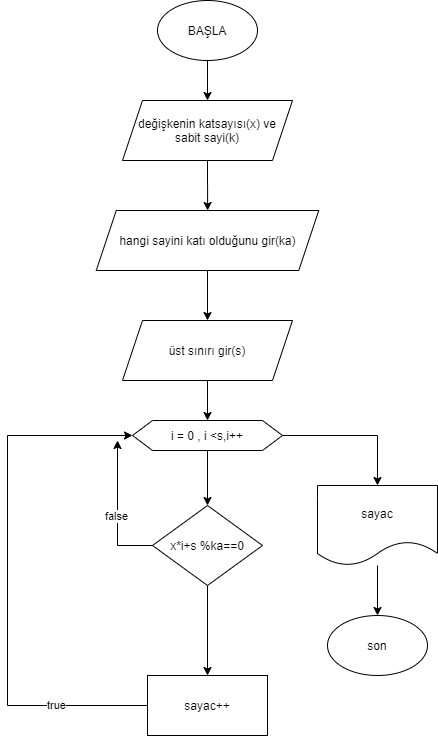 BAŞLA
değişkenin katsayısı(x) ve
sabit sayi(k)
hangi sayini katı olduğunu gir(ka)
üst sınırı gir(s)
i = 0 , i <s,i++
sayac
false
x*i+s %ka==0
son
true
sayac++